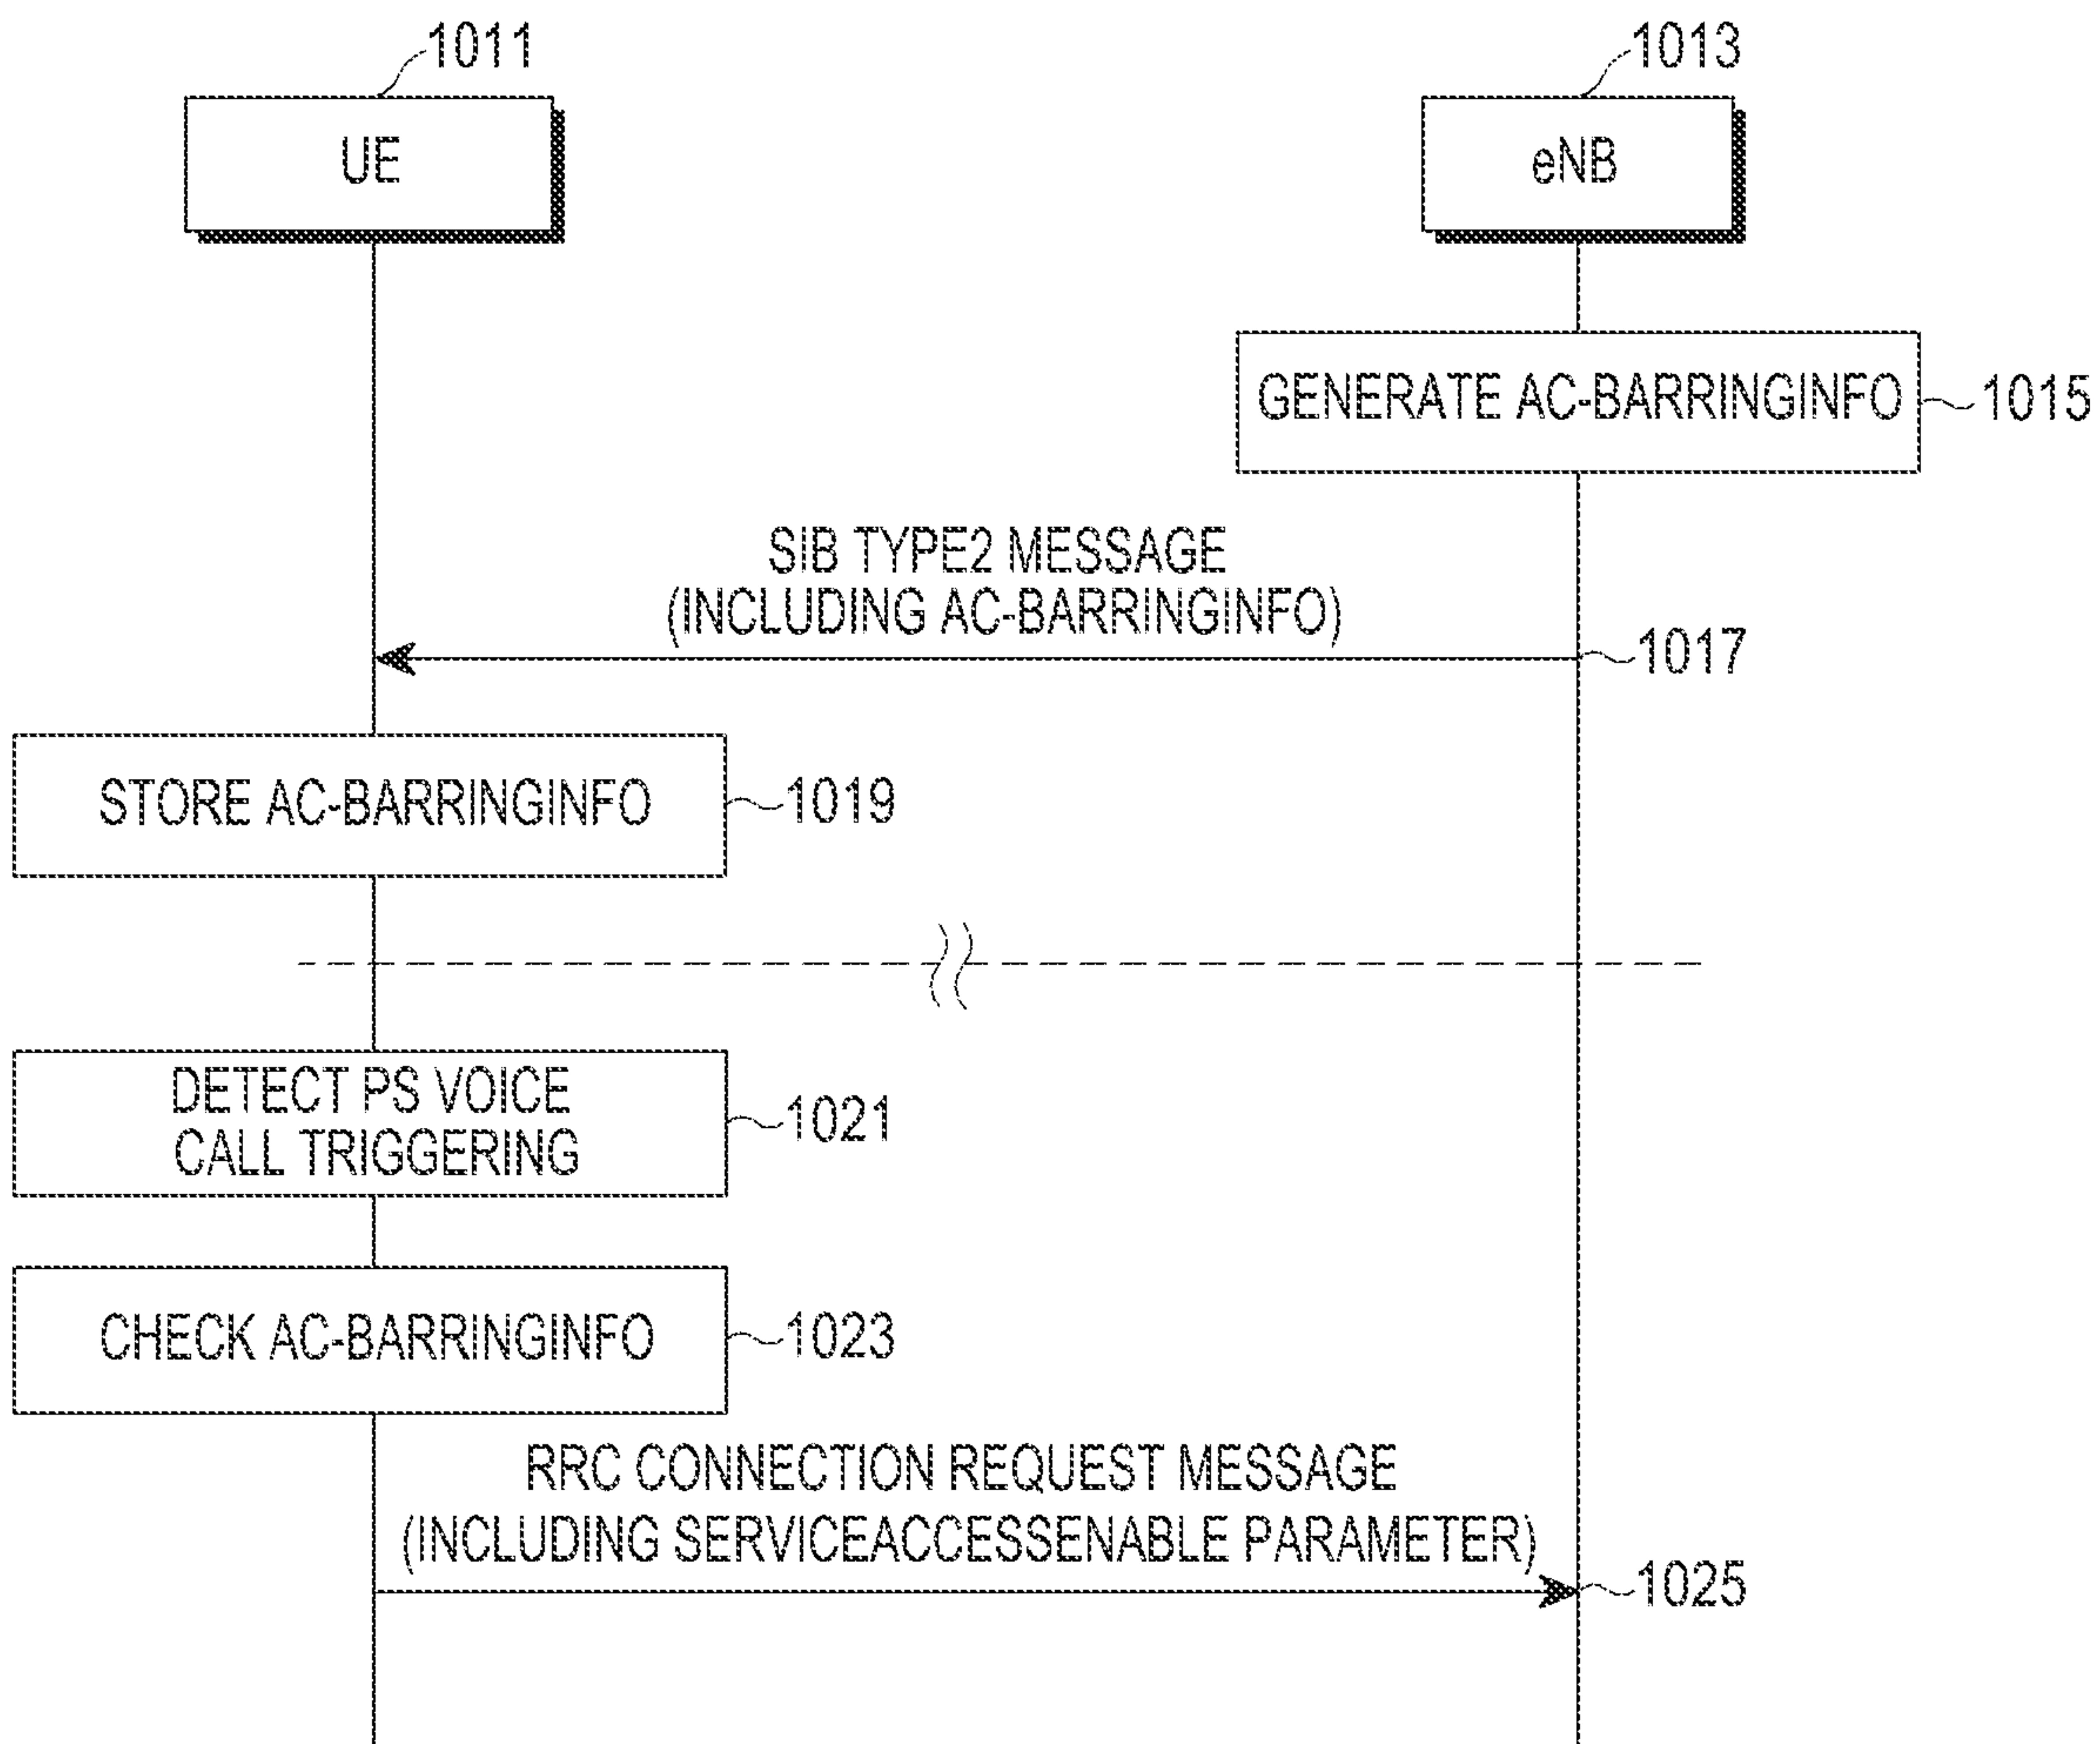 1011
1013
UE
eNB
GENERATE AC-BARRINGINFO
1015
SIB TYPE2 MESSAGE
(INCLUDING AC-BARRINGINFO)
1017
STORE AC-BARRINGINFO
1019
DETECT PS VOICE
CALL TRIGGERING
1021
CHECK AC-BARRINGINFO
1023
RRC CONNECTION REQUEST MESSAGE
(INCLUDING SERVICEACCESSENABLE PARAMETER)
1025